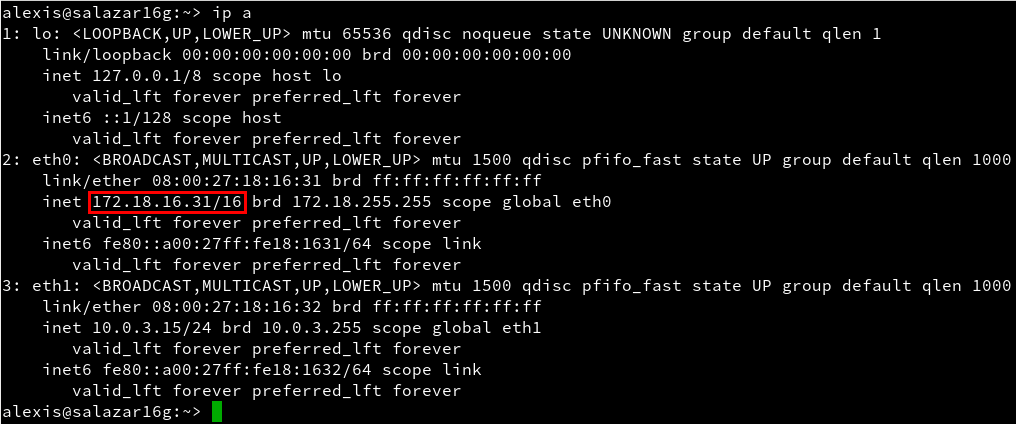 alexis@salazar16g:~> ip a
1: lo: <LOOPBACK,UP,LOWER_UP> mtu 65536 qdisc noqueue state UNKNOWN group default qlen 1
    link/loopback 00:00:00:00:00:00 brd 00:00:00:00:00:00
    inet 127.0.0.1/8 scope host lo
       valid_lft forever preferred_lft forever
    inet6 ::1/128 scope host
       valid_lft forever preferred_lft forever
2: eth0: <BROADCAST,MULTICAST,UP,LOWER_UP> mtu 1500 qdisc pfifo_fast state UP group default qlen 1000
    link/ether 08:00:27:18:16:31 brd ff:ff:ff:ff:ff:ff
    inet 172.18.16.31/16 brd 172.18.255.255 scope global eth0
       valid_lft forever preferred_lft forever
    inet6 fe80::a00:27ff:fe18:1631/64 scope link
       valid_lft forever preferred_lft forever
3: eth1: <BROADCAST,MULTICAST,UP,LOWER_UP> mtu 1500 qdisc pfifo_fast state UP group default qlen 1000
    link/ether 08:00:27:18:16:32 brd ff:ff:ff:ff:ff:ff
    inet 10.0.3.15/24 brd 10.0.3.255 scope global eth1
       valid_lft forever preferred_lft forever
    inet6 fe80::a00:27ff:fe18:1632/64 scope link
       valid_lft forever preferred_lft forever
alexis@salazar16g:~>